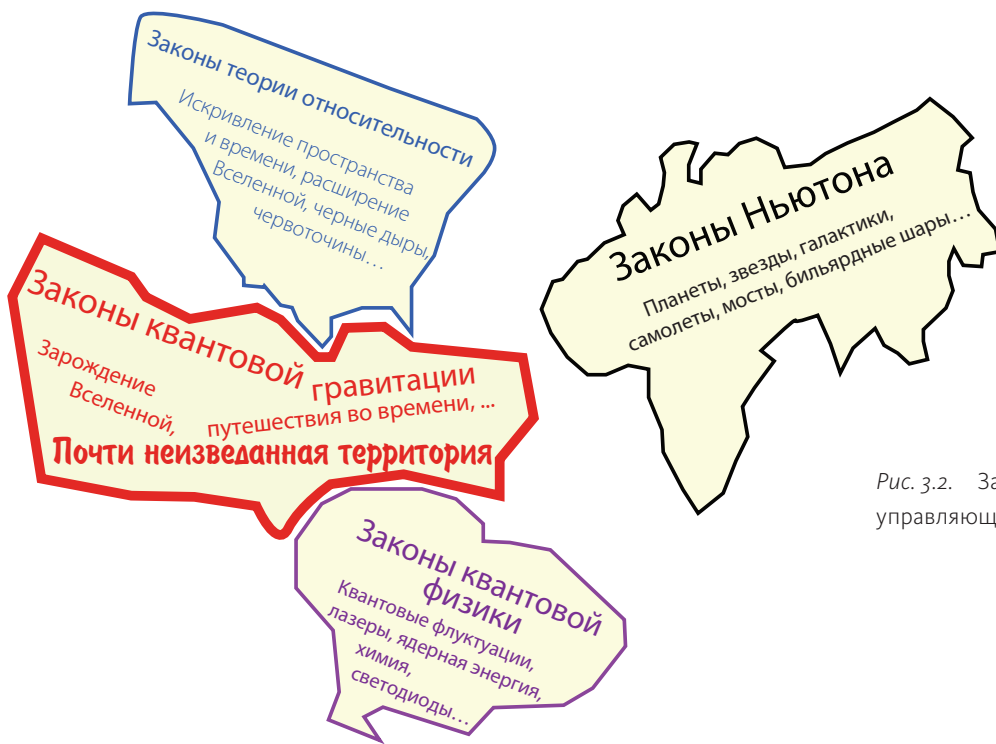 Законы теории относительности
Искривление пространства
и времени, расширение
Вселенной, черные дыры,
червоточины…
Законы Ньютона
Планеты, звезды, галактики,
самолеты, мосты, бильярдные шары…
Законы квантовой гравитации
Зарождение
Вселенной, путешествия во времени, ...
Почти неизведанная территория
Рис. 3.2. За
управляющ
Законы квантовой
физики
Квантовые флуктуации,
лазеры, ядерная энергия,
химия,
светодиоды…